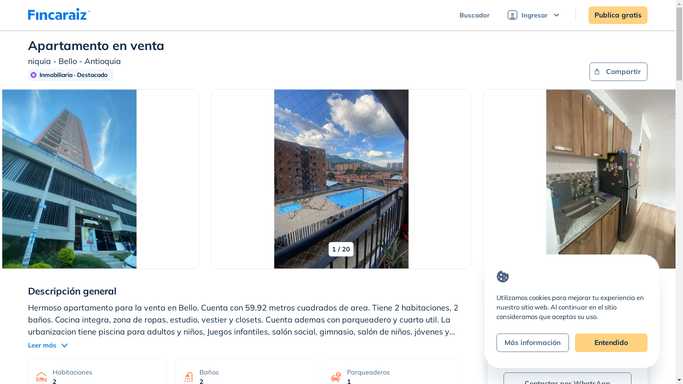 Fincaraiz
Buscador
Ingresar
Publica gratis
Apartamento en venta
niquia - Bello - Antioquia
Inmobiliaria · Destacado
Compartir
1 / 20
Descripción general
Hermoso apartamento para la venta en Bello. Cuenta con 59.92 metros cuadrados de area. Tiene 2 habitaciones, 2
baños. Cocina integra, zona de ropas, estudio, vestier y closets. Cuenta ademas con parqueadero y cuarto util. La
urbanizacion tiene piscina para adultos y niños, Juegos infantiles, salón social, gimnasio, salón de niños, jóvenes y...
Leer más
Habitaciones
2
Baños
2
Parqueaderos
1
Utilizamos cookies para mejorar tu experiencia en
nuestro sitio web. Al continuar en el sitio
consideramos que aceptas su uso.
Más información
Entendido
Contactar por WhatsApp